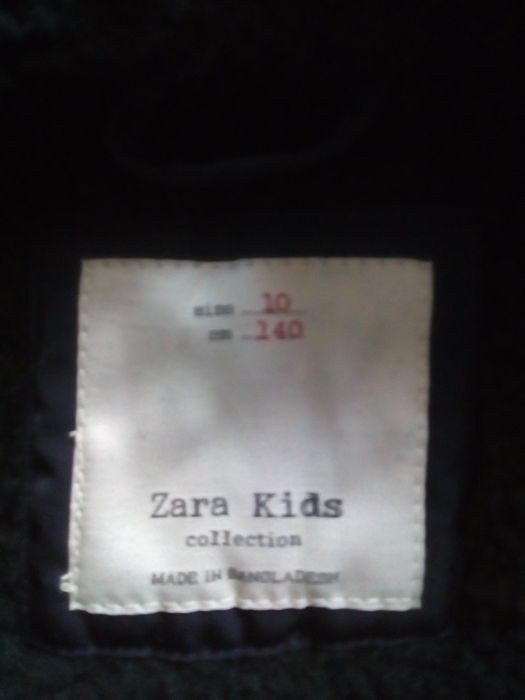 size 10
cm 140
Zara Kids
collection
MADE IN BANGLADESH